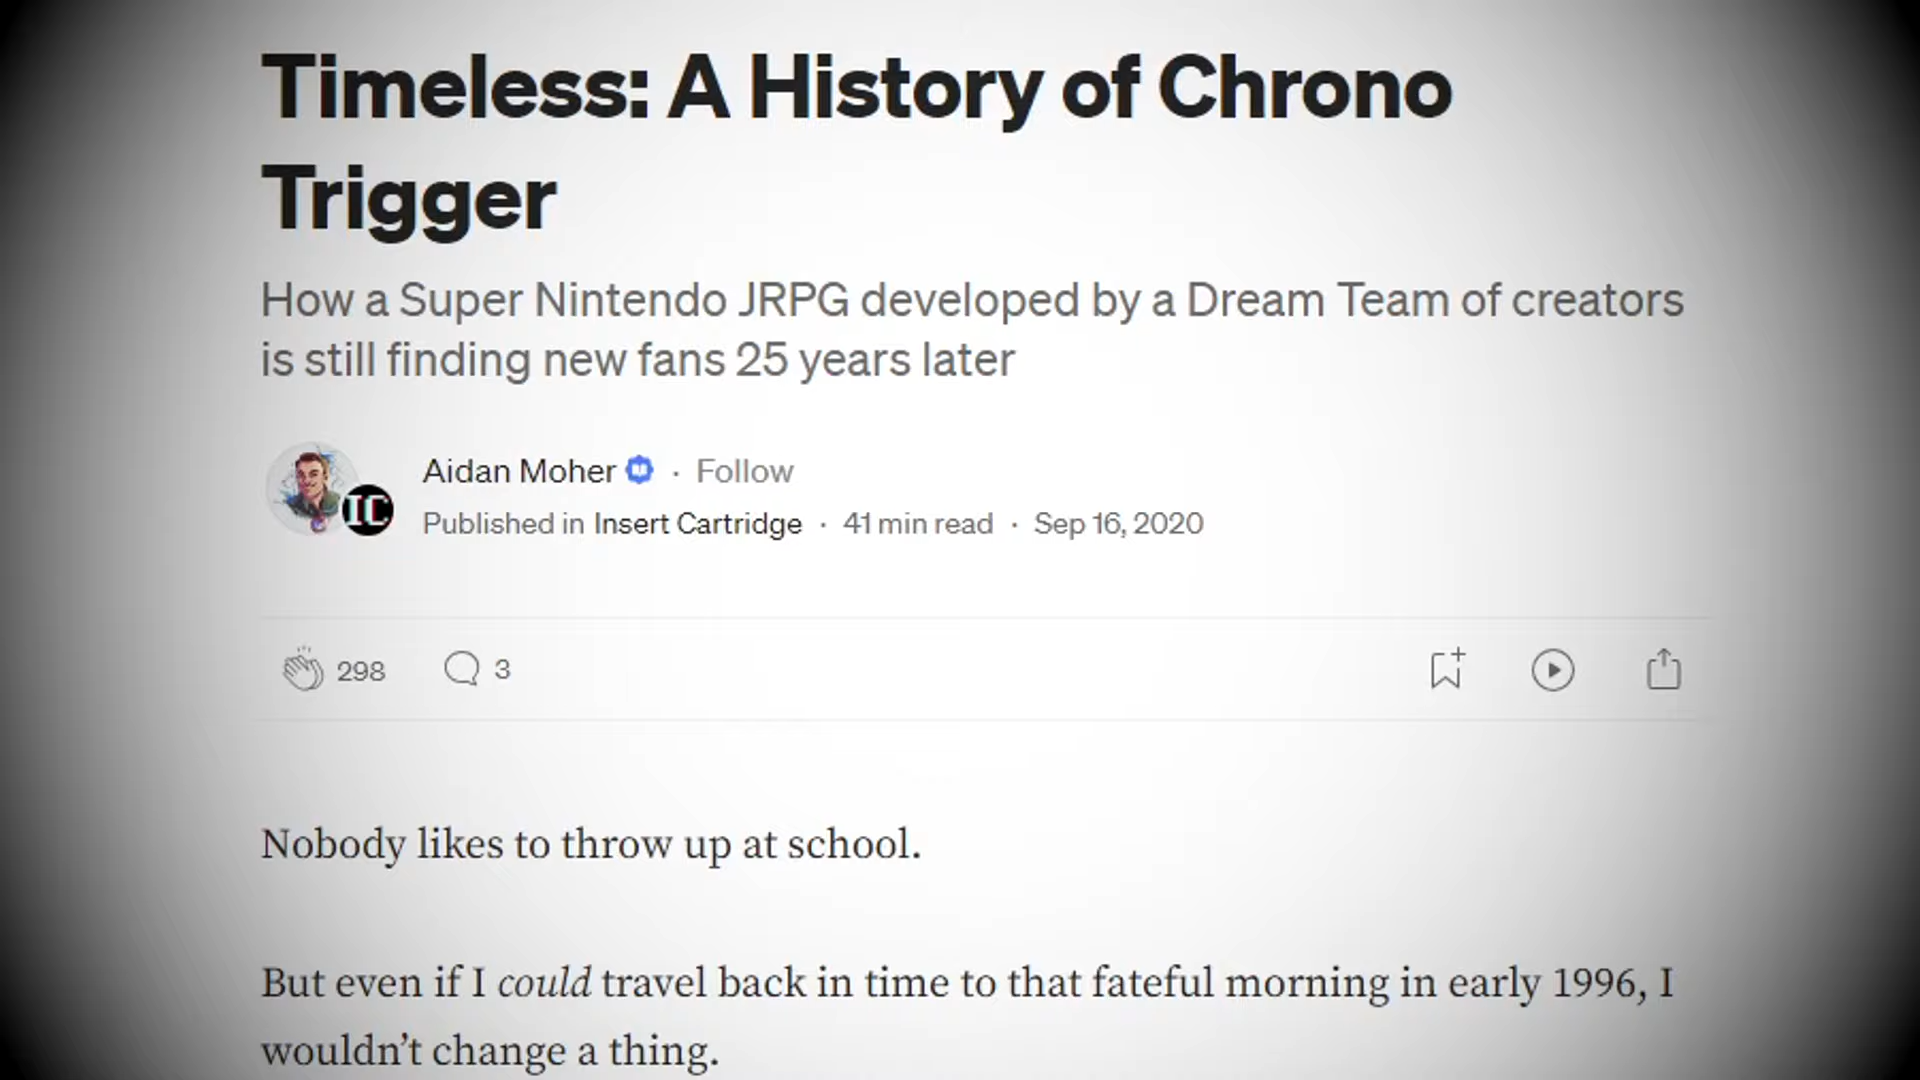 Timeless: A History of Chrono
Trigger
How a Super Nintendo JRPG developed by a Dream Team of creators
is still finding new fans 25 years later
Aidan Moher · Follow
IC
Published in Insert Cartridge · 41 min read · Sep 16, 2020
298 3
Nobody likes to throw up at school.
But even if I could travel back in time to that fateful morning in early 1996, I
wouldn’t change a thing.